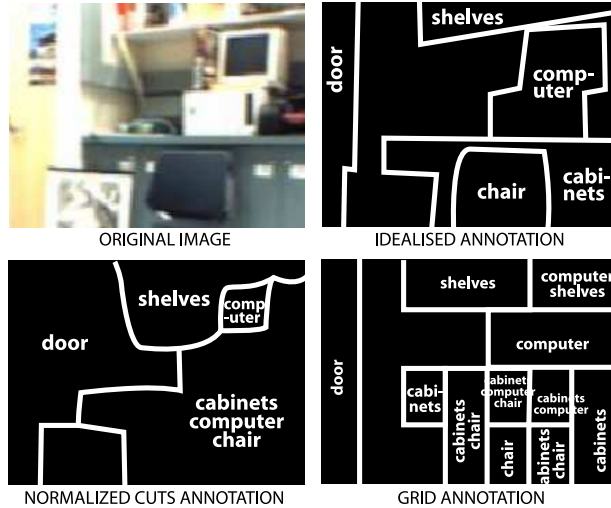 shelves
door
comp-
uter
chair
cabi-
nets
ORIGINAL IMAGE
IDEALISED ANNOTATION
shelves
comp
-uter
door
cabinets
computer
chair
shelves
computer
shelves
computer
door
cabi-
nets
cabinets
chair
cabinets
computer
chair
cabinets
computer
chair
abinets
chair
cabinets
NORMALIZED CUTS ANNOTATION
GRID ANNOTATION